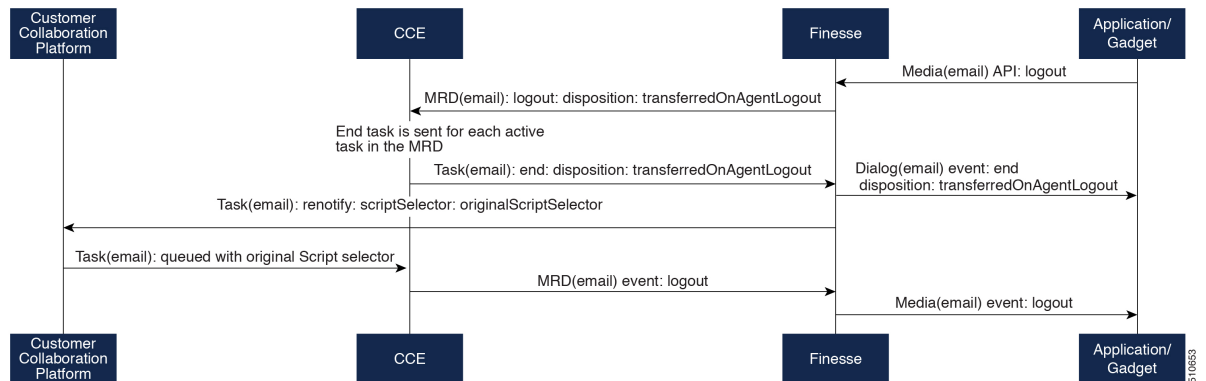 Customer
Collaboration
Platform
CCE
Finesse
Application/
Gadget
Media(email) API: logout
MRD(email): logout: disposition: transferredOnAgentLogout
End task is sent for each active
task in the MRD
Task(email): end: disposition: transferredOnAgentLogout
Dialog(email) event: end
disposition: transferredOnAgentLogout
Task(email): renotify: scriptSelector: originalScriptSelector
Task(email): queued with original Script selector
MRD(email) event: logout
Media(email) event: logout
Customer
Collaboration
Platform
CCE
Finesse
Application/
Gadget
510653